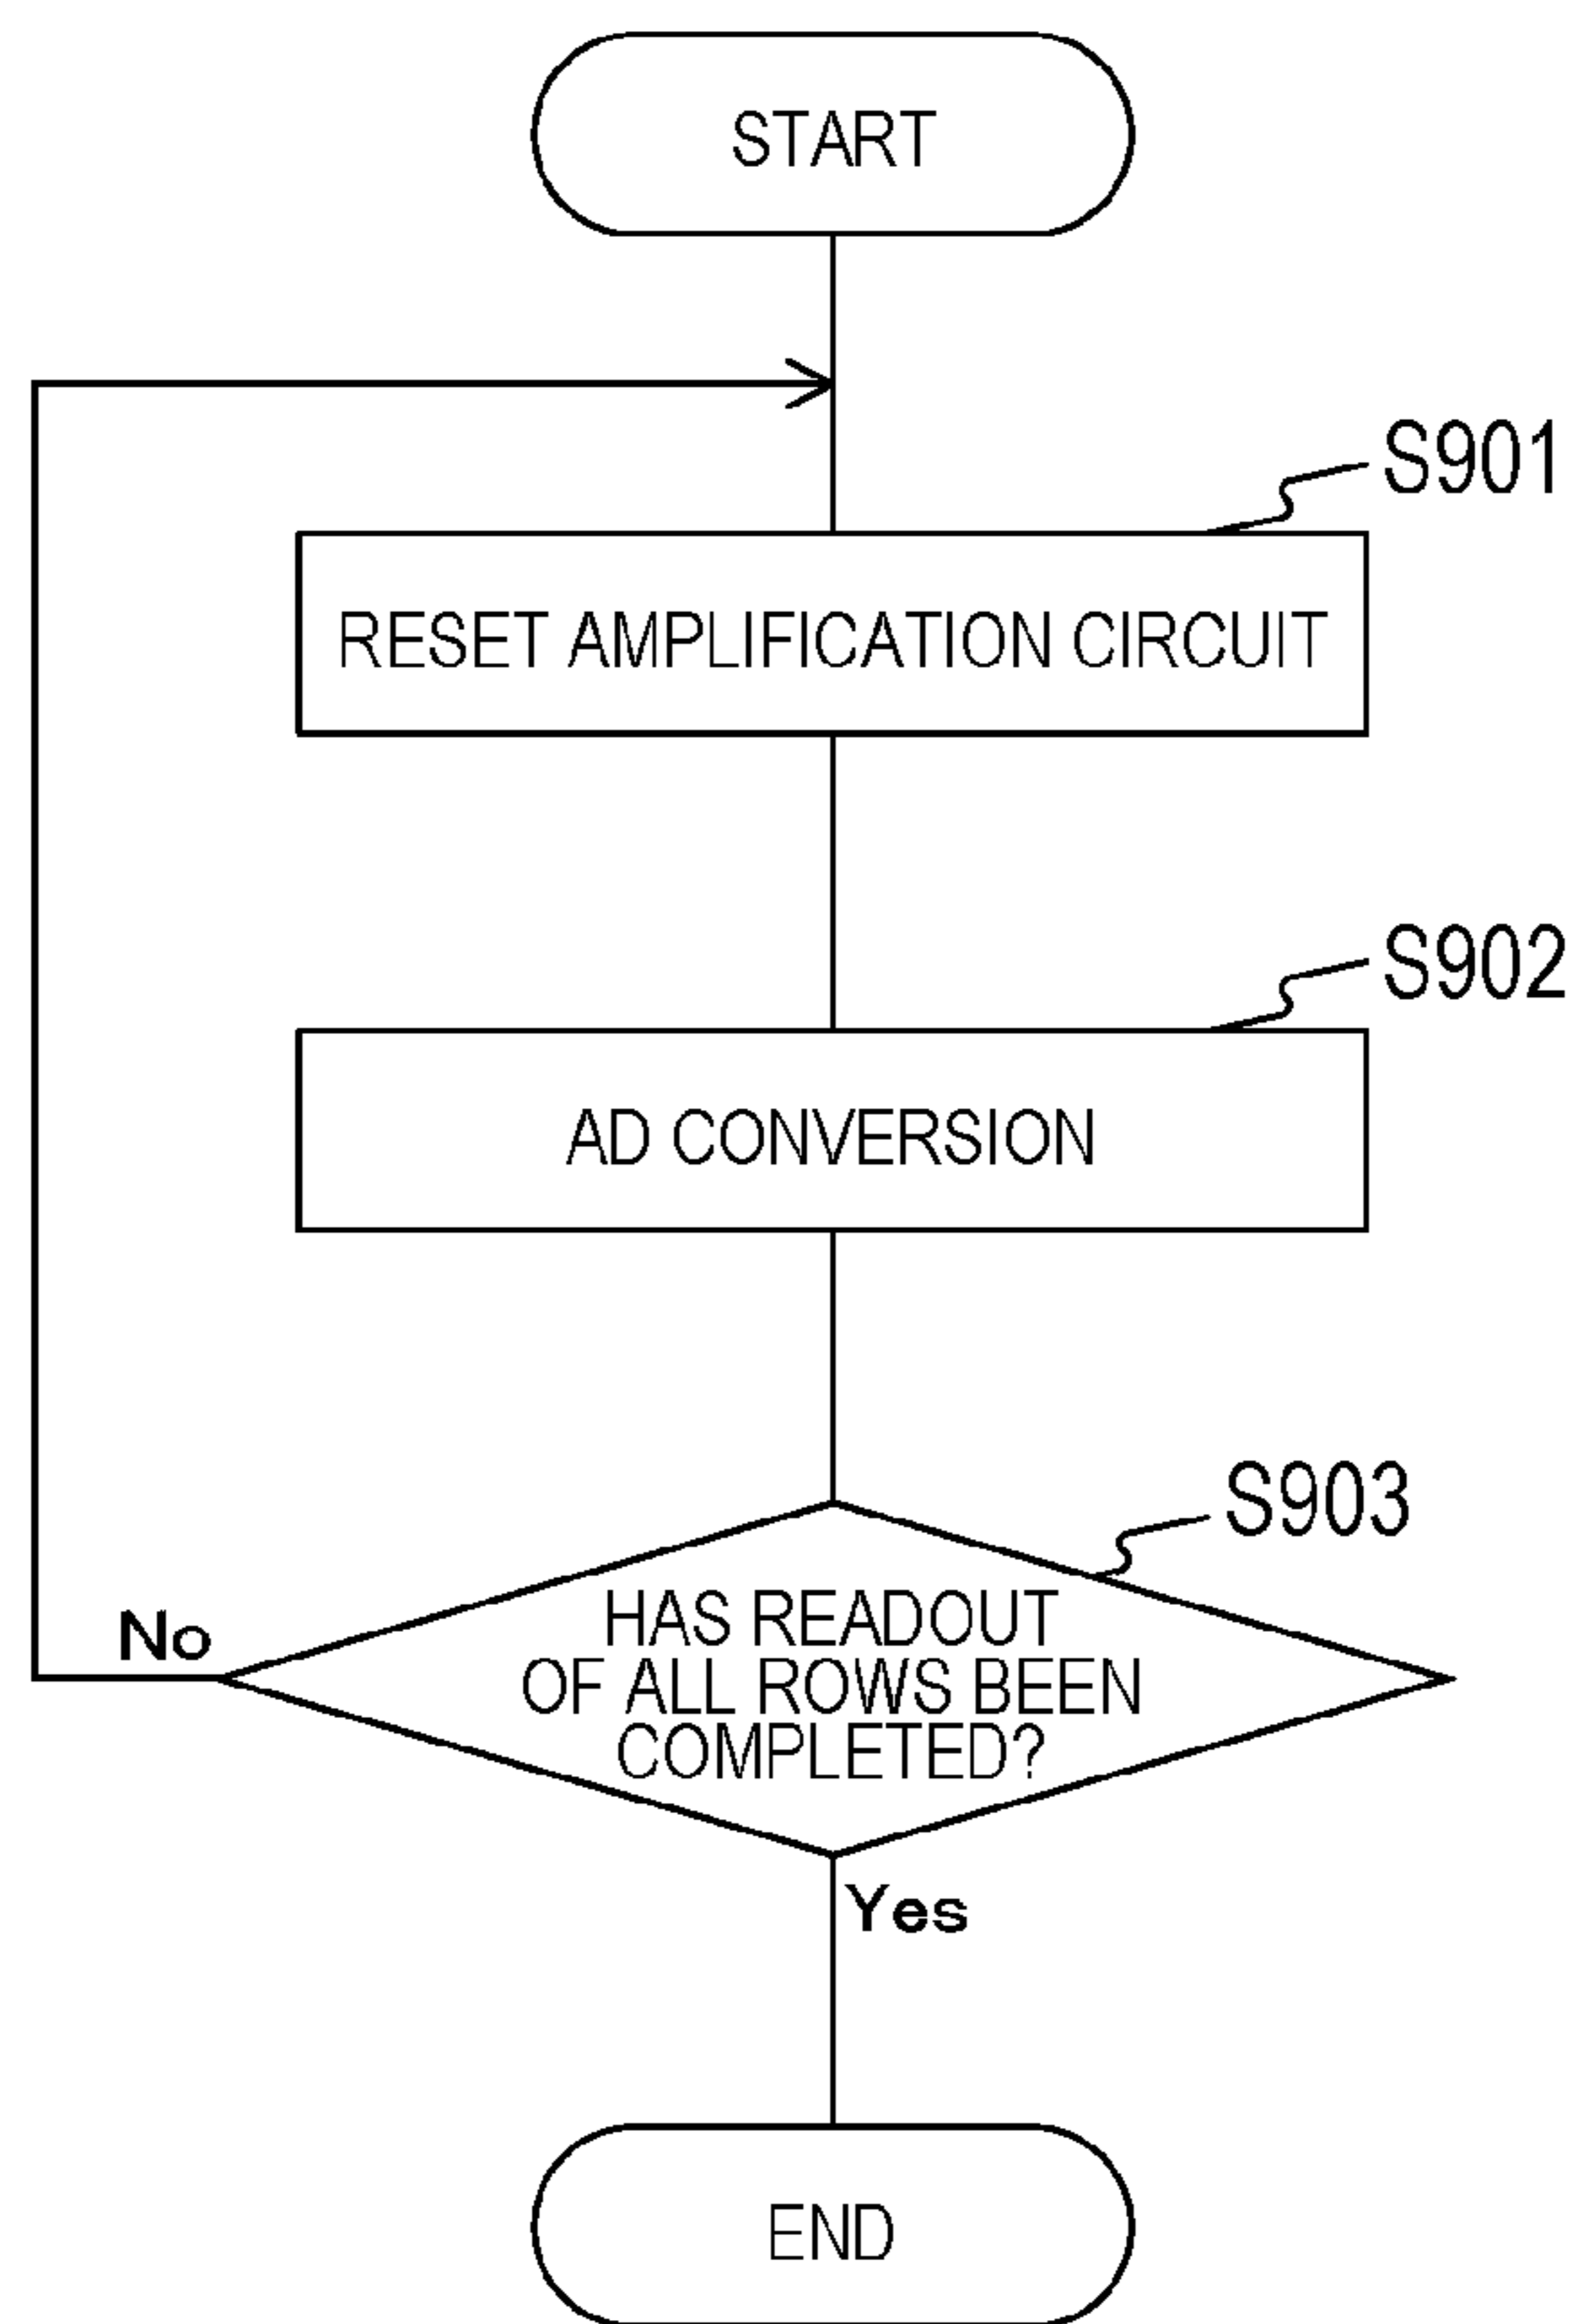 START
S901
RESET AMPLIFICATION CIRCUIT
S902
AD CONVERSION
S903
HAS READOUT
OF ALL ROWS BEEN
COMPLETED?
No
Yes
END